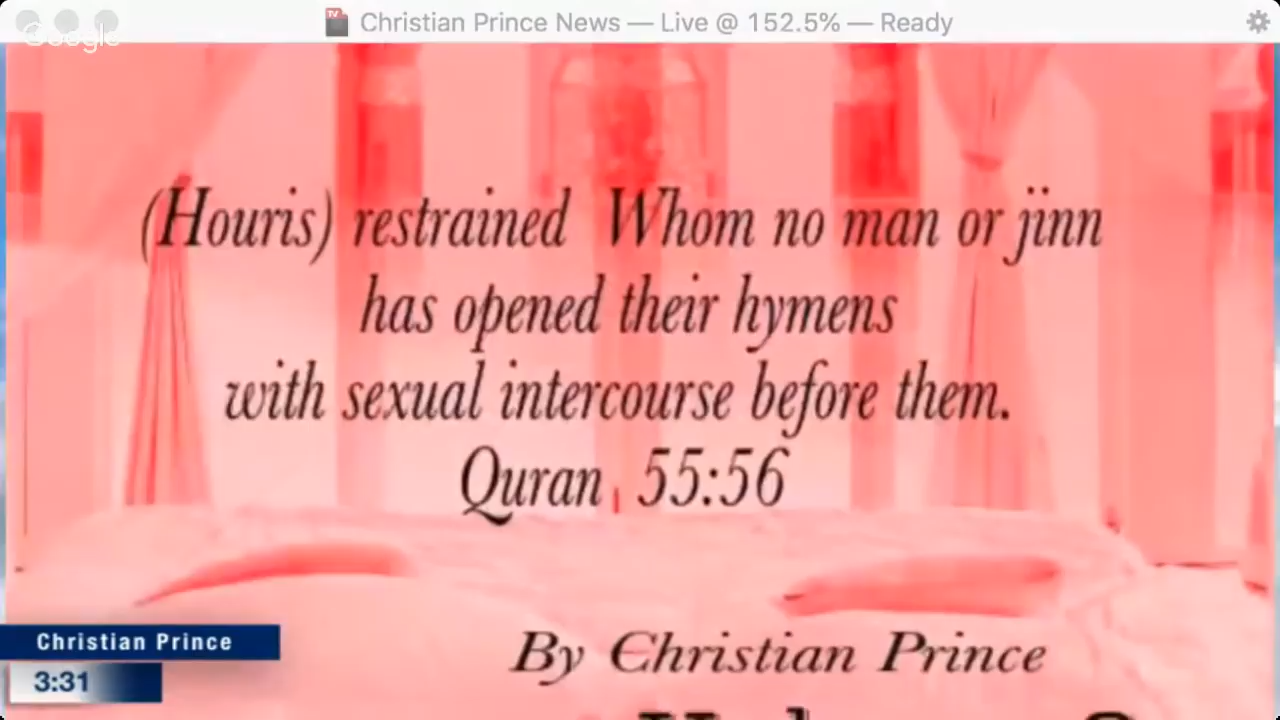 Christian Prince News — Live @ 152.5% — Ready
Google
(Houris) restrained Whom no man or jinn
has opened their hymens
with sexual intercourse before them.
Quran 55:56
By Christian Prince
Christian Prince
3:31